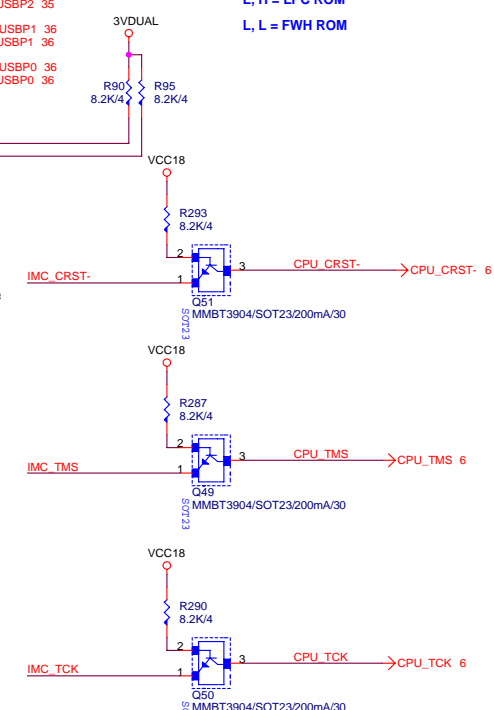 USBP2 35
L, H = LPC ROM
L, L = FWH ROM
USBP1 36
USBP1 36
USBP0 36
USBP0 36
3VDUAL
R90
8.2K/4
R95
8.2K/4
VCC18
R293
8.2K/4
2
1
3
IMC_CRST-
CPU_CRST-
CPU_CRST- 6
Q51
MMBT3904/SOT23/200mA/30
SOT23
VCC18
R287
8.2K/4
2
1
3
IMC_TMS
CPU_TMS
CPU_TMS 6
Q49
MMBT3904/SOT23/200mA/30
SOT23
VCC18
R290
8.2K/4
2
1
3
IMC_TCK
CPU_TCK
CPU_TCK 6
Q50
MMBT3904/SOT23/200mA/30